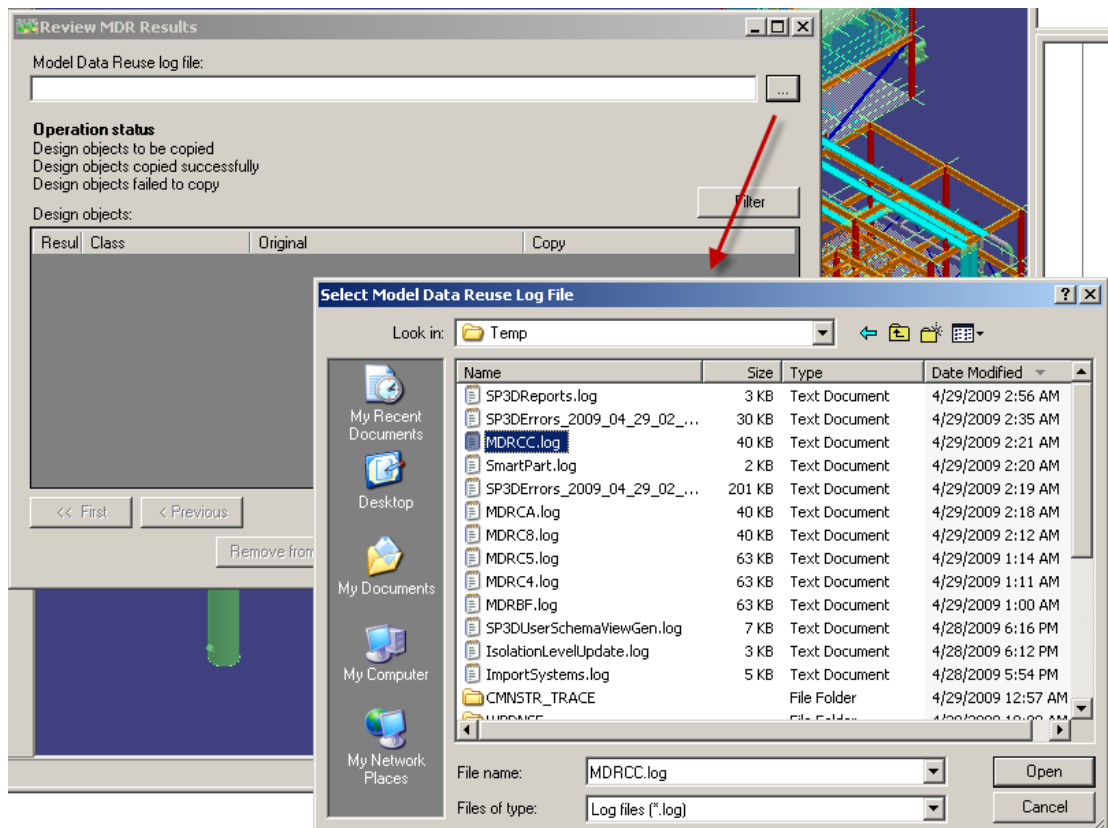 Review MDR Results
Model Data Reuse log file:
...
Operation status
Design objects to be copied
Design objects copied successfully
Design objects failed to copy
Filter
Design objects:
Resul Class Original Copy
<< First < Previous
Remove from
Select Model Data Reuse Log File
Look in: Temp
My Recent Documents
Desktop
My Documents
My Computer
My Network Places
Name Size Type Date Modified
SP3DReports.log 3 KB Text Document 4/29/2009 2:56 AM
SP3DErrors_2009_04_29_02_... 30 KB Text Document 4/29/2009 2:35 AM
MDRCC.log 40 KB Text Document 4/29/2009 2:21 AM
SmartPart.log 2 KB Text Document 4/29/2009 2:20 AM
SP3DErrors_2009_04_29_02_... 201 KB Text Document 4/29/2009 2:19 AM
MDRCA.log 40 KB Text Document 4/29/2009 2:18 AM
MDRC8.log 40 KB Text Document 4/29/2009 2:12 AM
MDRC5.log 63 KB Text Document 4/29/2009 1:14 AM
MDRC4.log 63 KB Text Document 4/29/2009 1:11 AM
MDRBF.log 63 KB Text Document 4/29/2009 1:00 AM
SP3DUserSchemaViewGen.log 7 KB Text Document 4/28/2009 6:16 PM
IsolationLevelUpdate.log 3 KB Text Document 4/28/2009 6:12 PM
ImportSystems.log 5 KB Text Document 4/28/2009 5:54 PM
CMNSTR_TRACE File Folder 4/29/2009 12:57 AM
File name: MDRCC.log Open
Files of type: Log files (*.log) Cancel